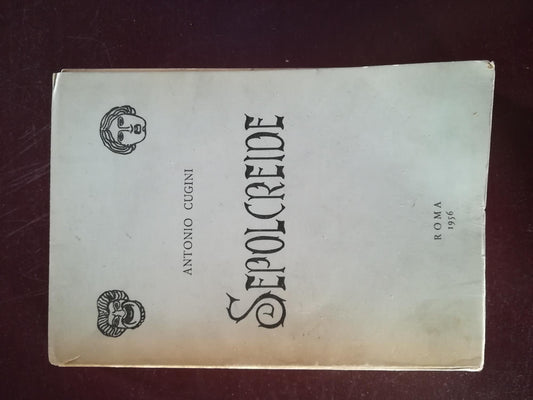 ANTONIO CUGINI
SEPOLCREIDE
ROMA
1956